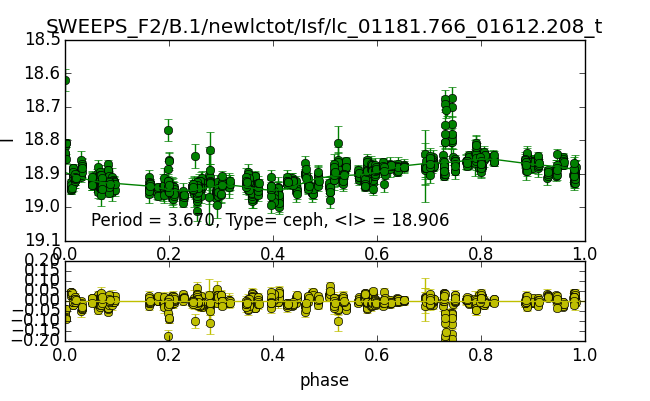 SWEEPS_F2/B.1/newlctot/Isf/lc_01181.766_01612.208_t
18.5
18.6
18.7
18.8
I
18.9
19.0
Period = 3.670, Type= ceph, <I> = 18.906
19.1
0.0 0.2 0.4 0.6 0.8 1.0
0.20
0.15
0.10
0.05
0.00
−0.05
−0.10
−0.15
−0.20
0.0 0.2 0.4 0.6 0.8 1.0
phase